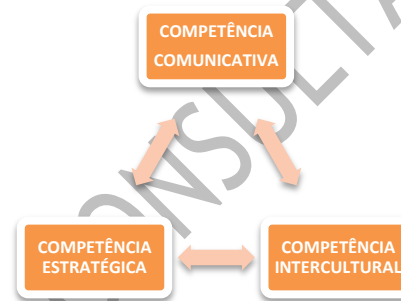 COMPETÊNCIA
COMUNICATIVA
COMPETÊNCIA
ESTRATÉGICA
COMPETÊNCIA
INTERCULTURAL